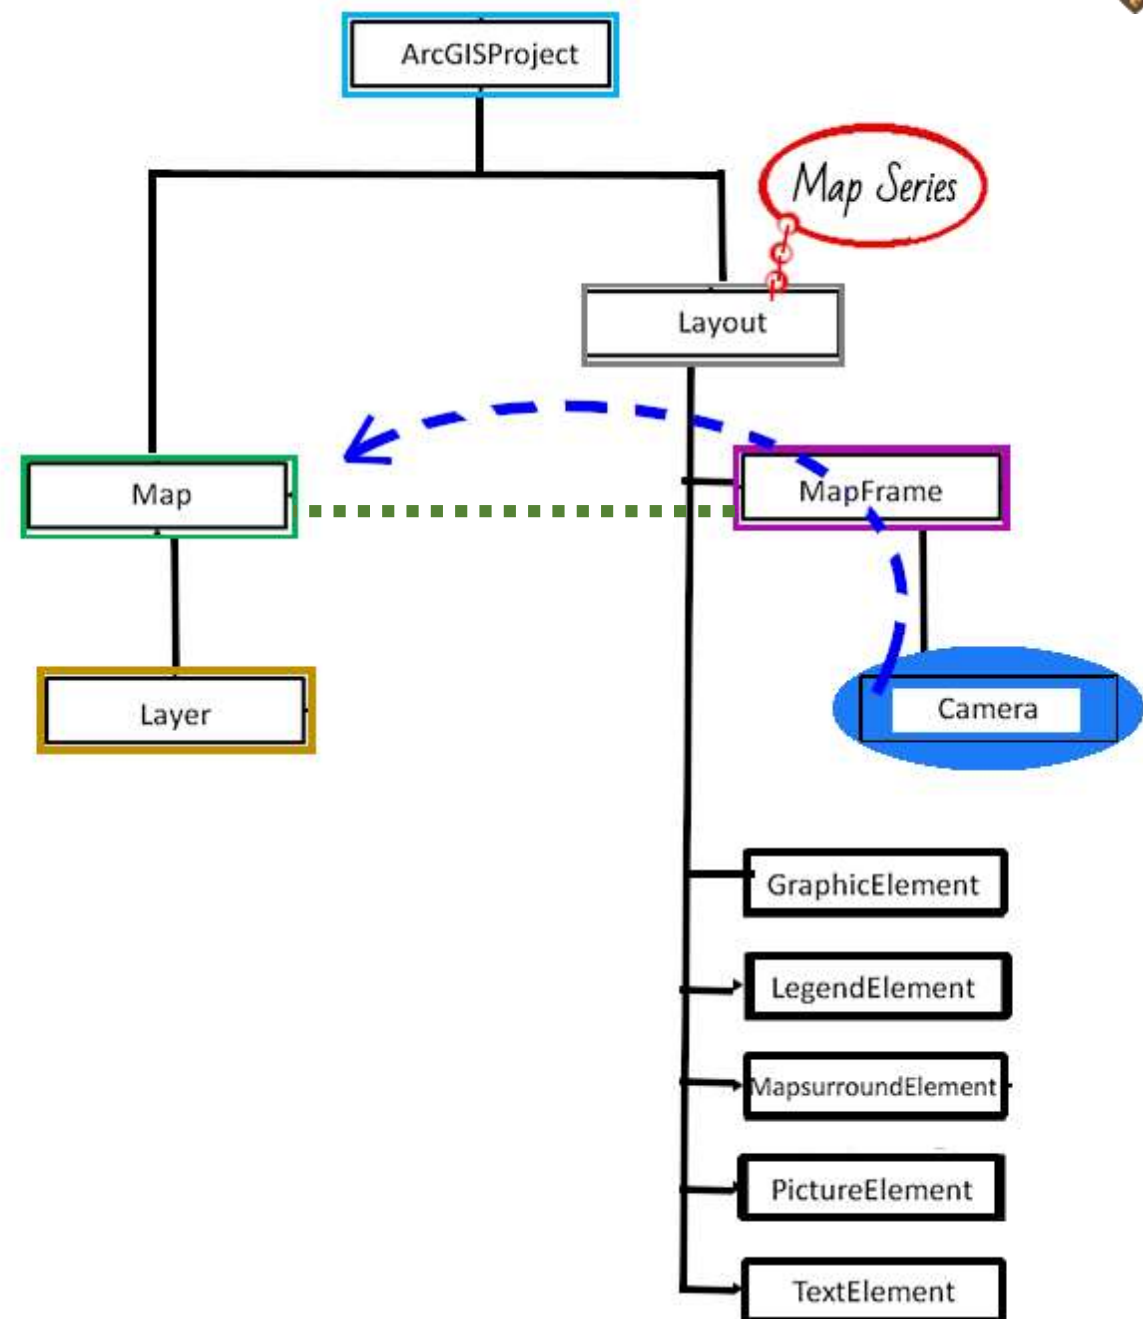 ArcGISProject
Map Series
Layout
Map
MapFrame
Layer
Camera
GraphicElement
LegendElement
MapsurroundElement
PictureElement
TextElement